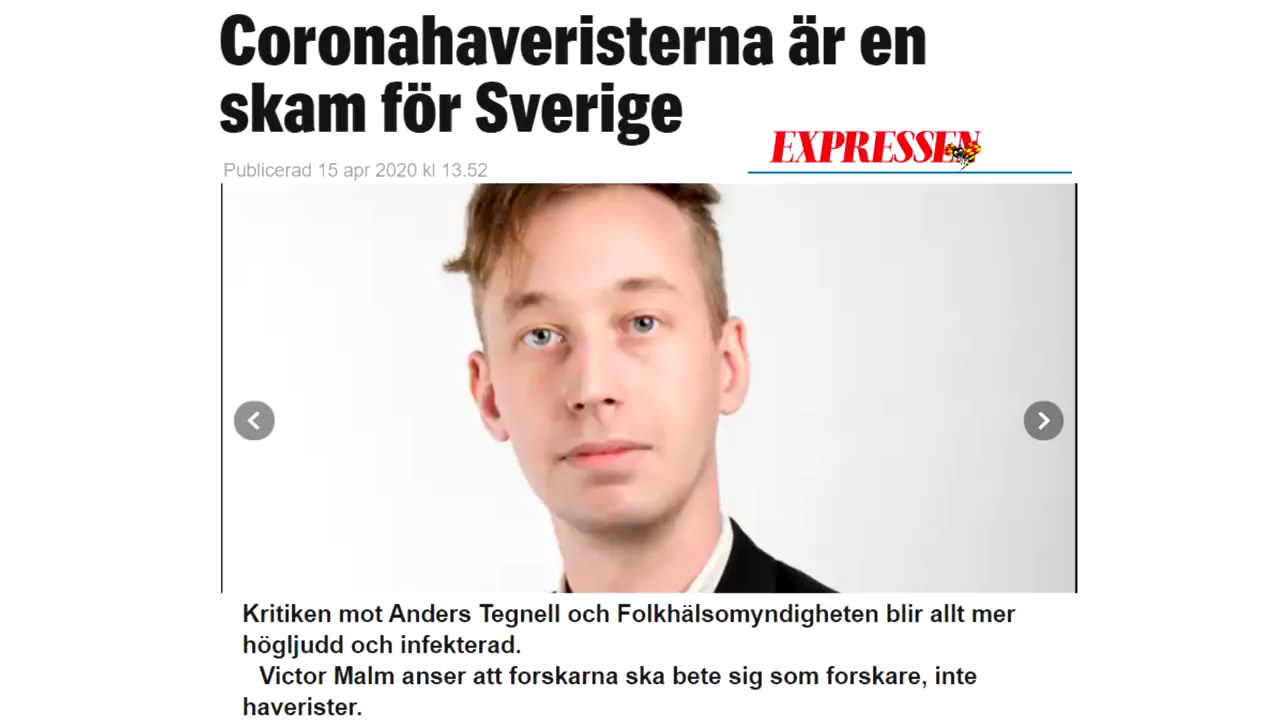 Coronahaveristerna är en
skam för Sverige
EXPRESSEN
Publicerad 15 apr 2020 kl 13.52
Kritiken mot Anders Tegnell och Folkhälsomyndigheten blir allt mer
högljudd och infekterad.
Victor Malm anser att forskarna ska bete sig som forskare, inte
haverister.